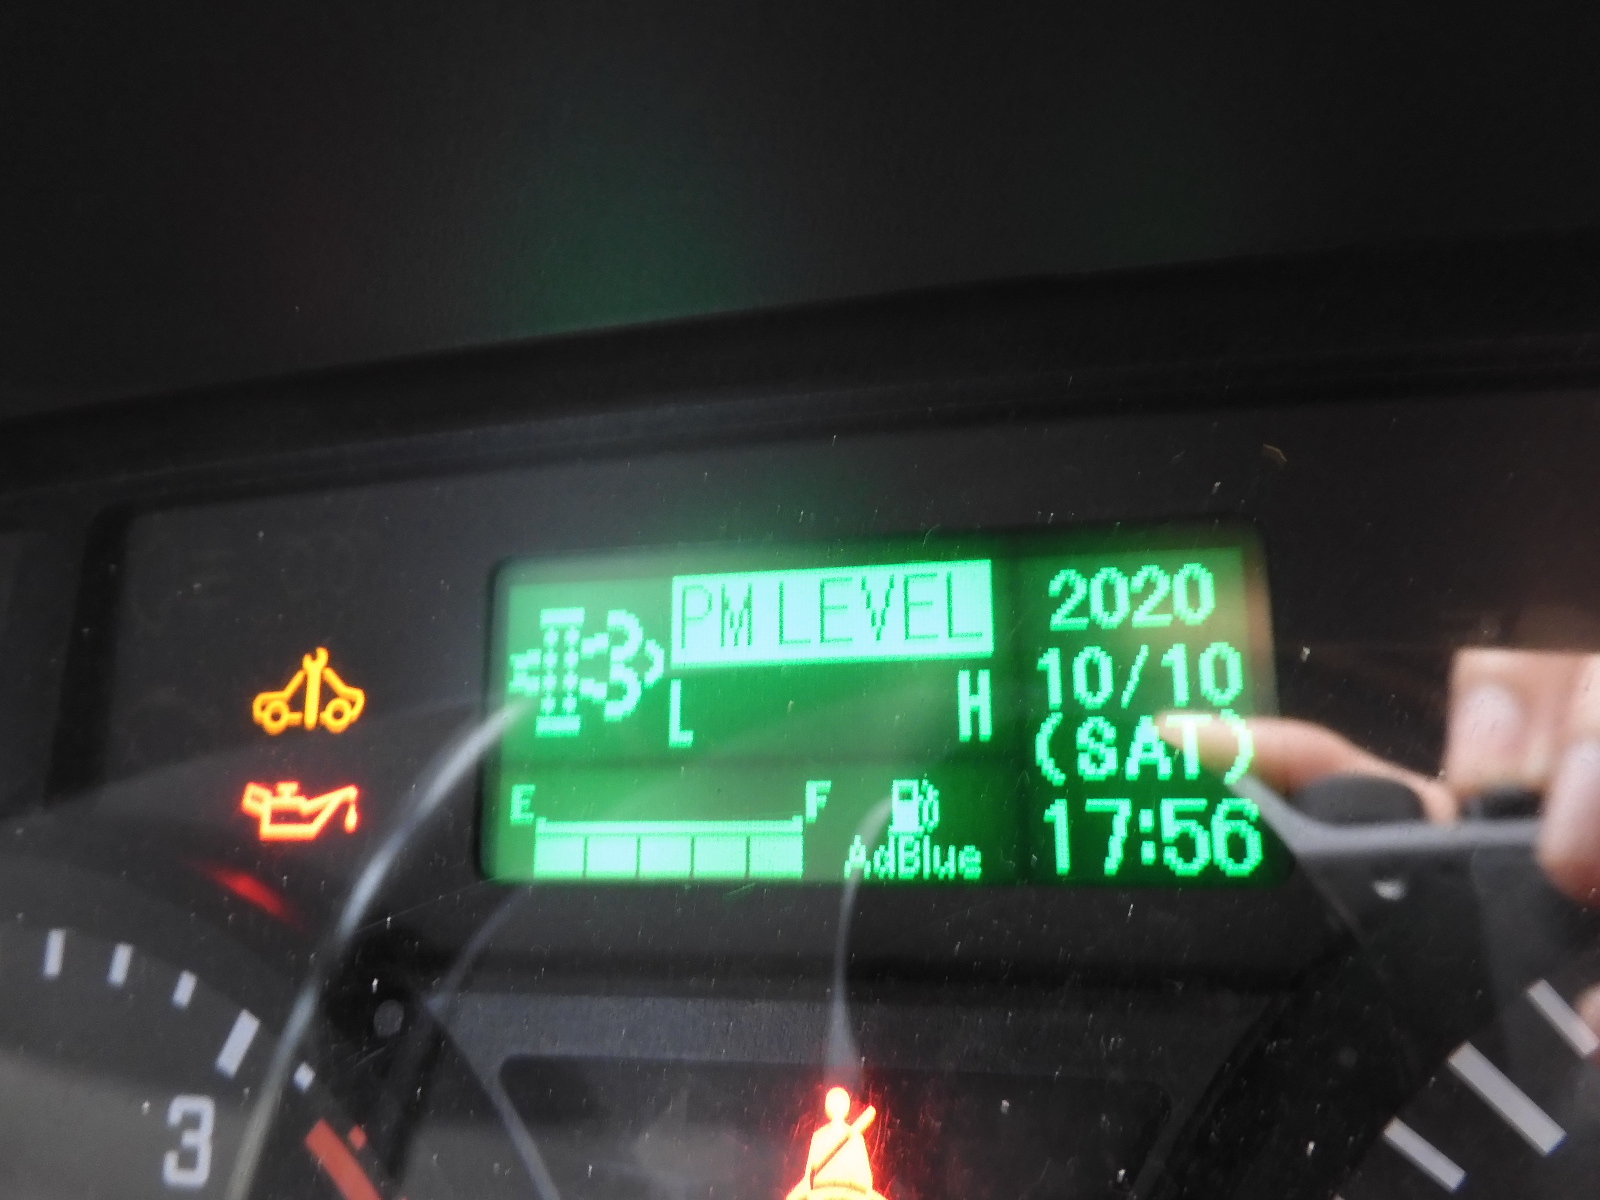 PM LEVEL
L H
E F
AdBlue
2020
10/10
(SAT)
17:56
3